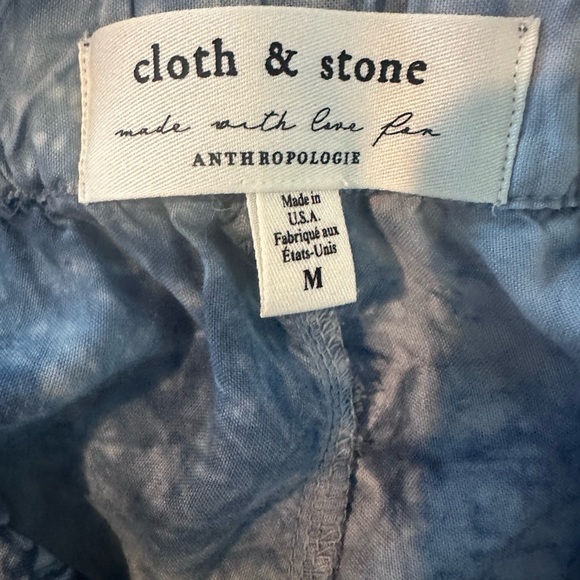 cloth & stone
made with love for
ANTHROPOLOGIE
Made in
U.S.A.
Fabriqué aux
États-Unis
M